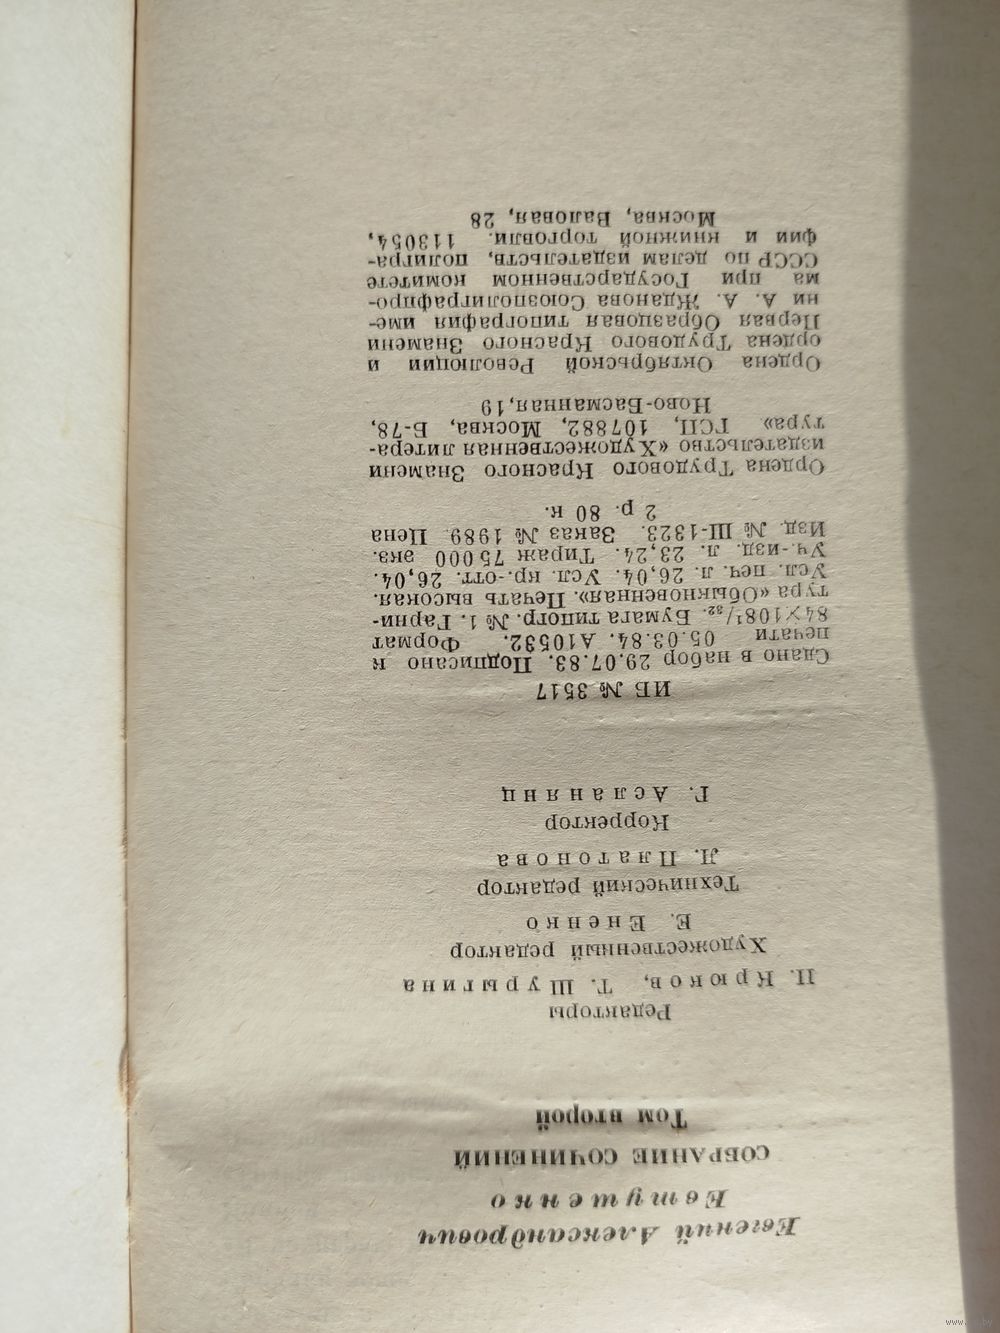 Евгений Александрович
Евтушенко
СОБРАНИЕ СОЧИНЕНИЙ
Том второй
Редакторы
П. Крюков, Т. Шурыгина
Художественный редактор
Е. Ененко
Технический редактор
Л. Платонова
Корректор
Г. Асланянц
ИБ № 3517
Сдано в набор 29.07.83. Подписано к
печати 05.03.84. А10532. Формат
84×108¹/₃₂. Бумага типогр. № 1. Гарни-
тура «Обыкновенная». Печать высокая.
Усл. печ. л. 26,04. Усл. кр.-отт. 26,04.
Уч.-изд. л. 23,24. Тираж 75 000 экз.
Изд. № III-1323. Заказ № 1989. Цена
2 р. 80 к.
Ордена Трудового Красного Знамени
издательство «Художественная литера-
тура» ГСП, 107882, Москва, Б-78,
Ново-Басманная, 19
Ордена Октябрьской Революции и
ордена Трудового Красного Знамени
Первая Образцовая типография име-
ни А. А. Жданова Союзполиграфпро-
ма при Государственном комитете
СССР по делам издательств, полигра-
фии и книжной торговли. 113054,
Москва, Валовая, 28